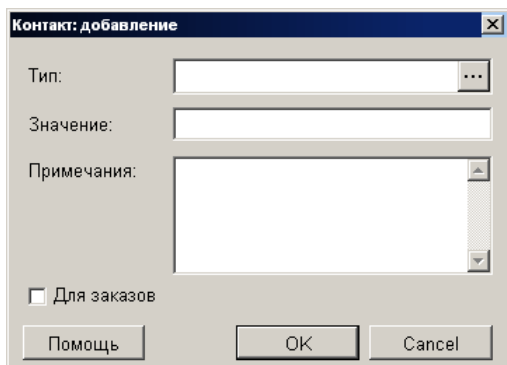 Контакт: добавление
Тип:
...
Значение:
Примечания:
Для заказов
Помощь OK Cancel